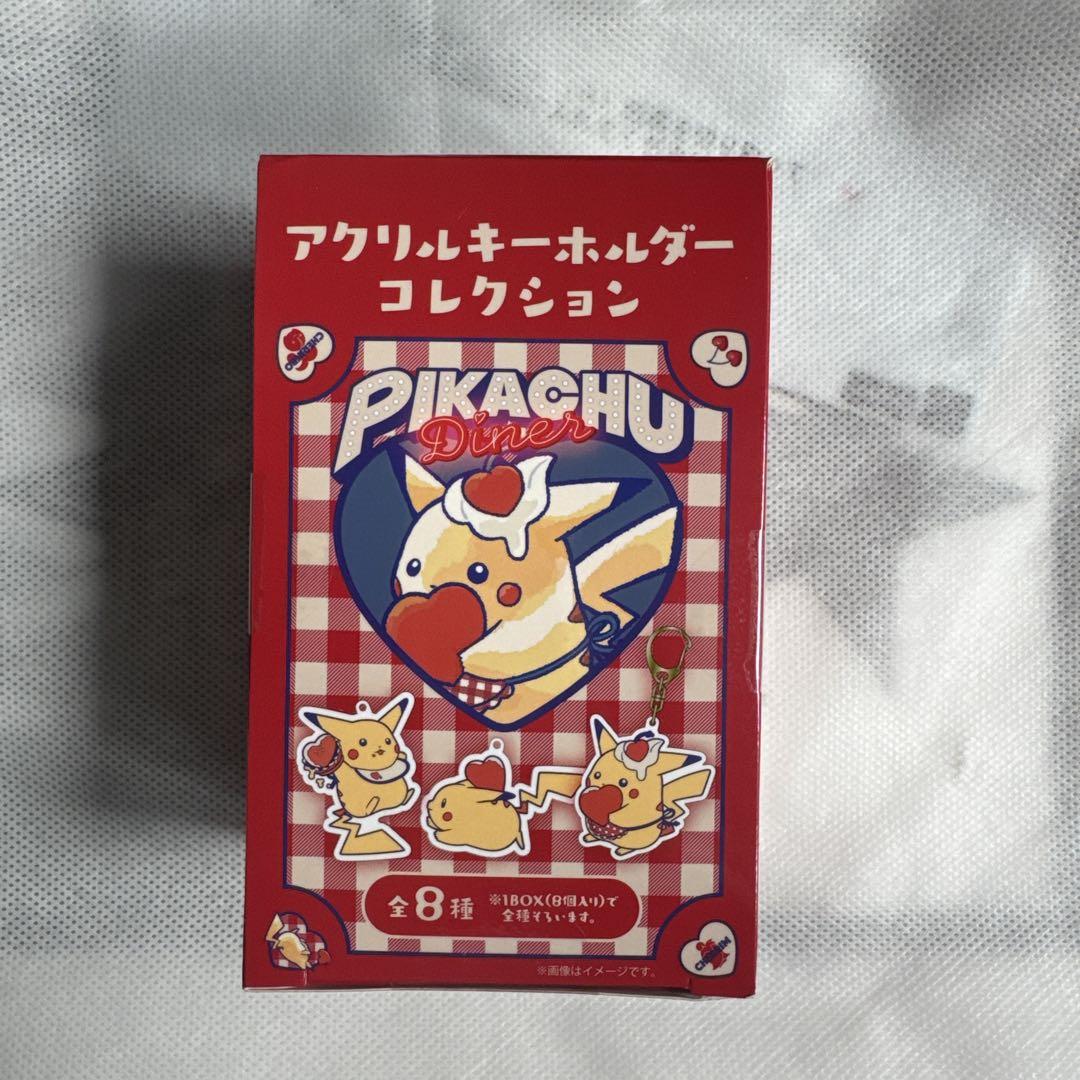 アクリルキーホルダー
コレクション
PIKACHU
Diner
全8種
※1BOX(8個入り)で
全種そろいます。
※画像はイメージです。